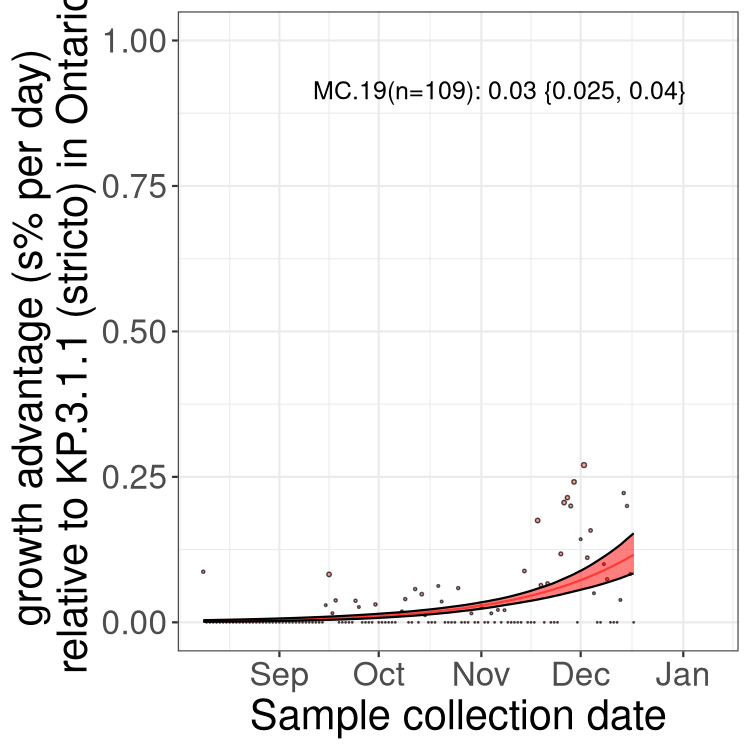 growth advantage (s% per day)
relative to KP.3.1.1 (stricto) in Ontario
1.00
0.75
0.50
0.25
0.00
MC.19(n=109): 0.03 {0.025, 0.04}
Sep Oct Nov Dec Jan
Sample collection date